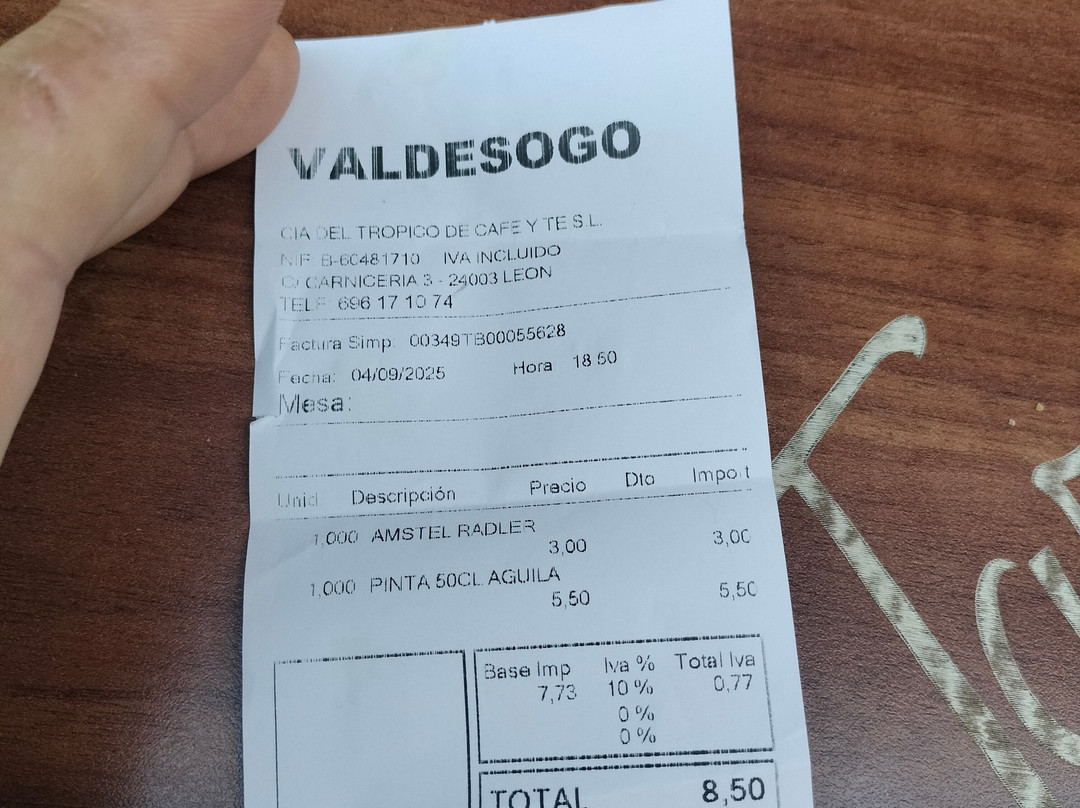 VALDESOGO
CIA DEL TROPICO DE CAFE Y TE S.L.
NIF: B-60481710 IVA INCLUIDO
C/ CARNICERIA 3 - 24003 LEON
TELF: 696 17 10 74
Factura Simp: 00349TB00055628
Fecha: 04/09/2025 Hora 18:50
Mesa:
Unid Descripción Precio Dto Import
1,000 AMSTEL RADLER
3,00 3,00
1,000 PINTA 50CL AGUILA
5,50 5,50
Base Imp Iva % Total Iva
7,73 10 % 0,77
0 %
0 %
TOTAL 8,50